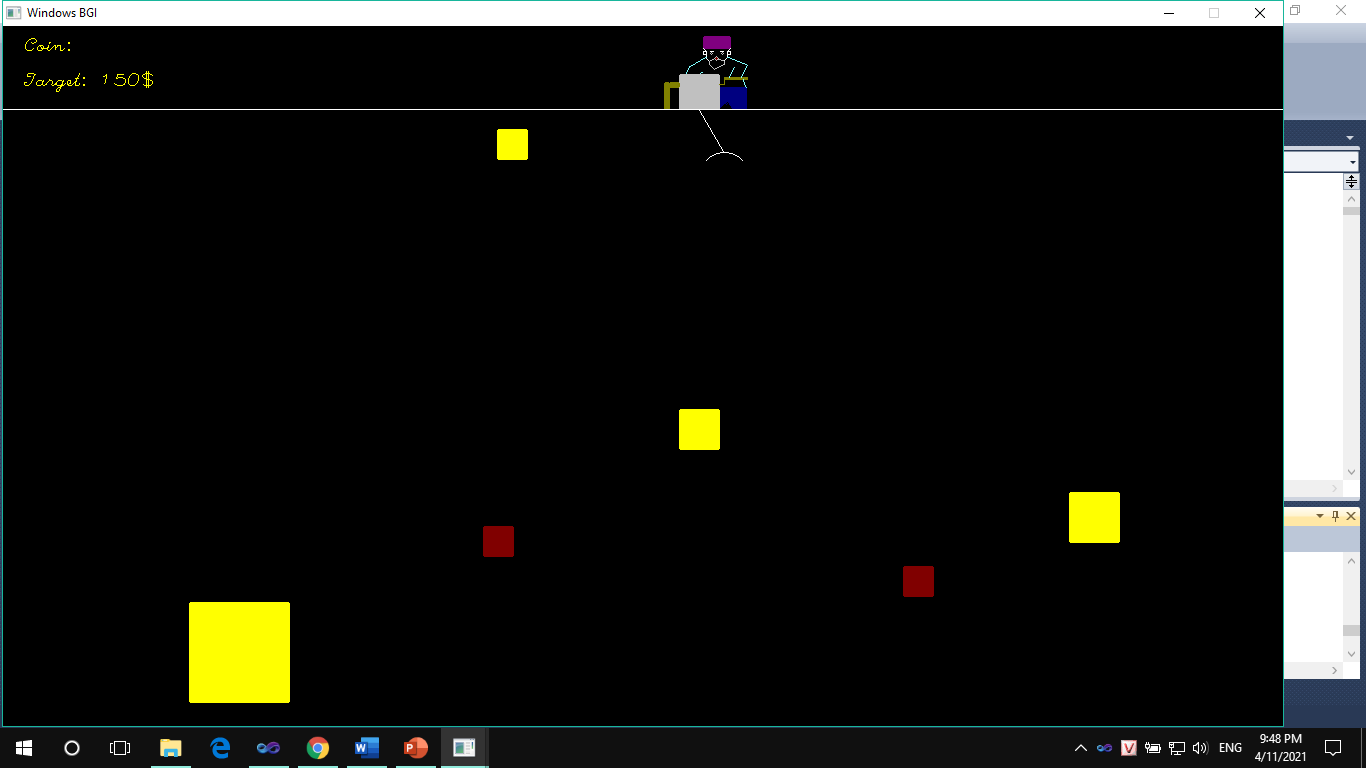 Windows BGI
Coin:
Target: 150$
ENG
9:48 PM
4/11/2021